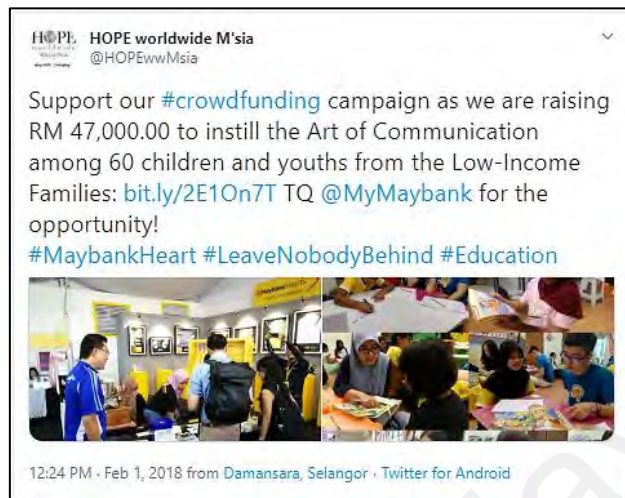 HOPE
worldwide
HOPE worldwide M'sia
@HOPEwwMsia
Support our #crowdfunding campaign as we are raising
RM 47,000.00 to instill the Art of Communication
among 60 children and youths from the Low-Income
Families: bit.ly/2E1On7T TQ @MyMaybank for the
opportunity!
#MaybankHeart #LeaveNobodyBehind #Education
12:24 PM · Feb 1, 2018 from Damansara, Selangor · Twitter for Android